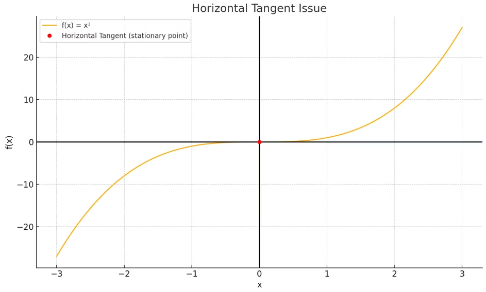 Horizontal Tangent Issue
f(x) = x³
Horizontal Tangent (stationary point)
f(x)
20
10
0
−10
−20
−3
−2
−1
0
1
2
3
x